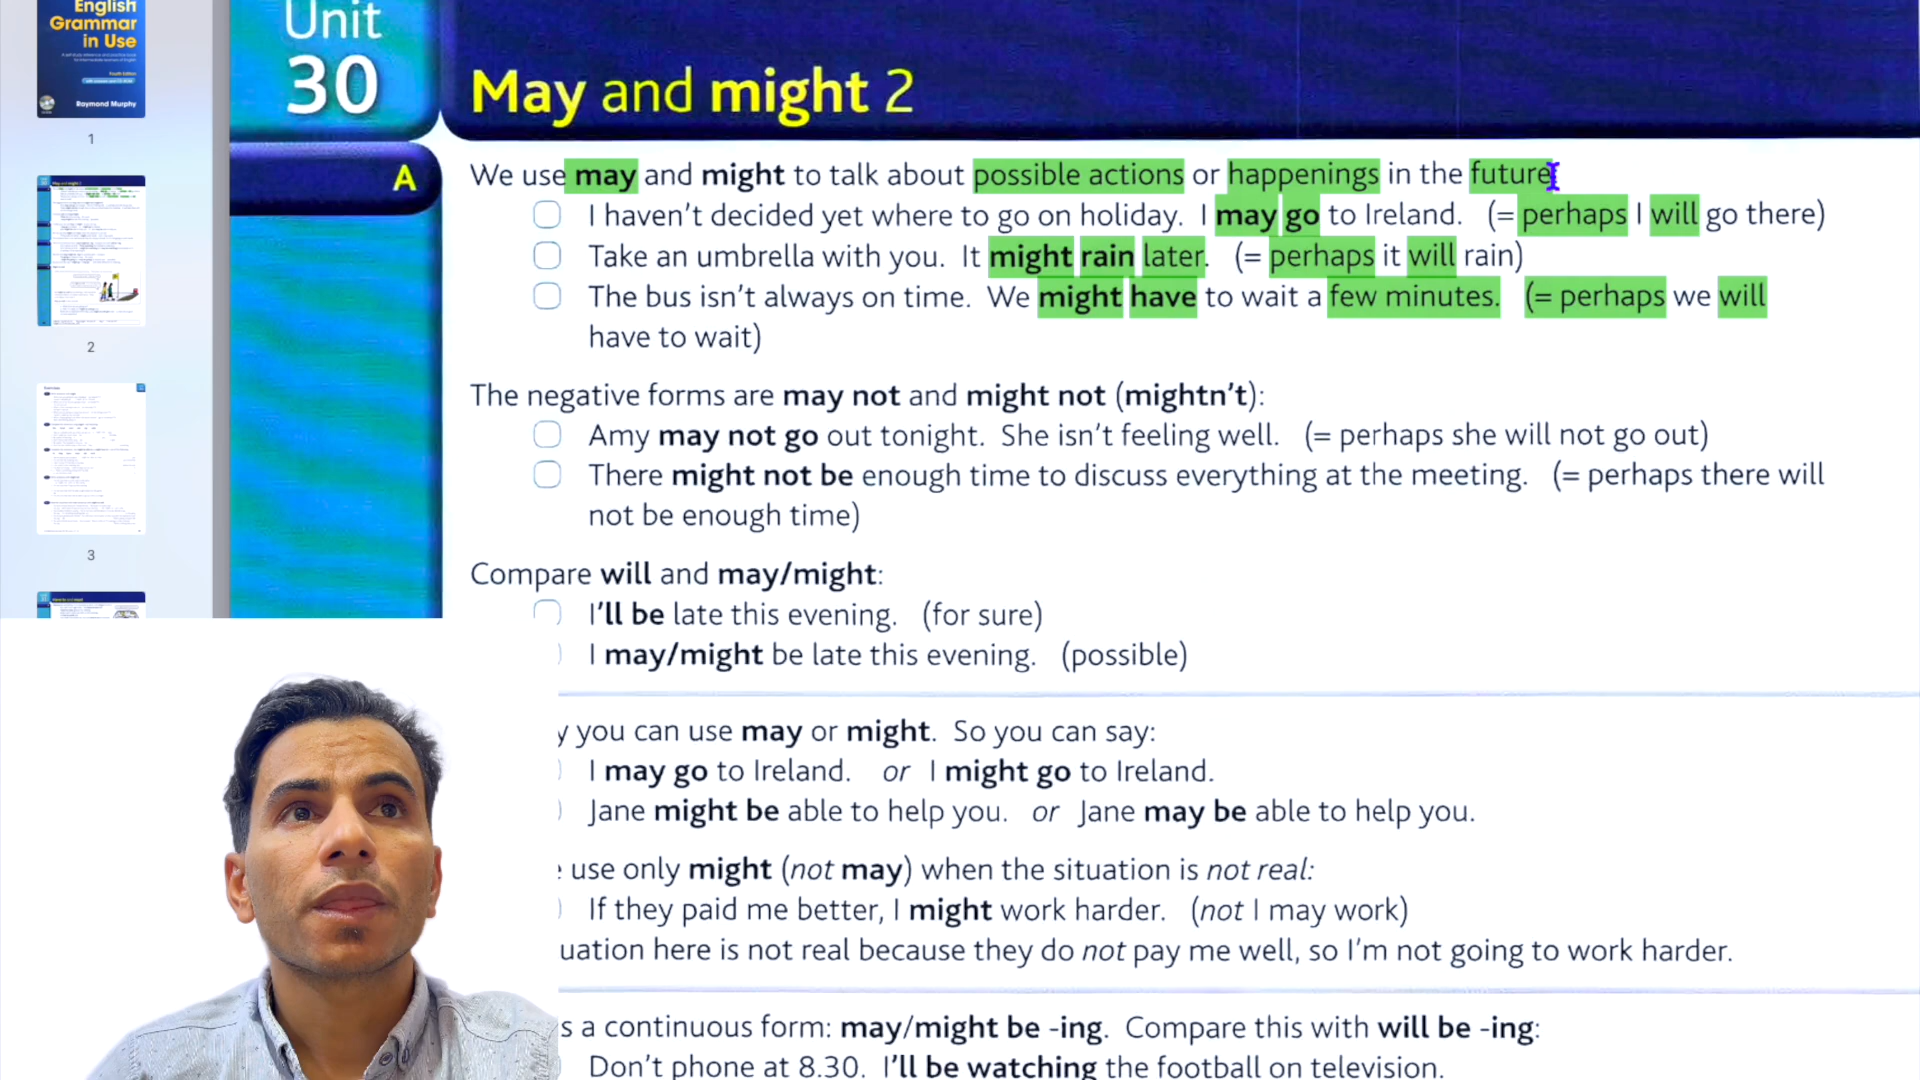 English
Grammar
in Use
Fourth Edition
Raymond Murphy
1
2
3
Unit
30
May and might 2
A
We use may and might to talk about possible actions or happenings in the future
I haven't decided yet where to go on holiday. I may go to Ireland. (= perhaps I will go there)
Take an umbrella with you. It might rain later. (= perhaps it will rain)
The bus isn't always on time. We might have to wait a few minutes. (= perhaps we will
have to wait)
The negative forms are may not and might not (mightn't):
Amy may not go out tonight. She isn't feeling well. (= perhaps she will not go out)
There might not be enough time to discuss everything at the meeting. (= perhaps there will
not be enough time)
Compare will and may/might:
I'll be late this evening. (for sure)
I may/might be late this evening. (possible)
y you can use may or might. So you can say:
I may go to Ireland. or I might go to Ireland.
Jane might be able to help you. or Jane may be able to help you.
use only might (not may) when the situation is not real:
If they paid me better, I might work harder. (not I may work)
uation here is not real because they do not pay me well, so I'm not going to work harder.
s a continuous form: may/might be -ing. Compare this with will be -ing:
Don't phone at 8.30. I'll be watching the football on television.